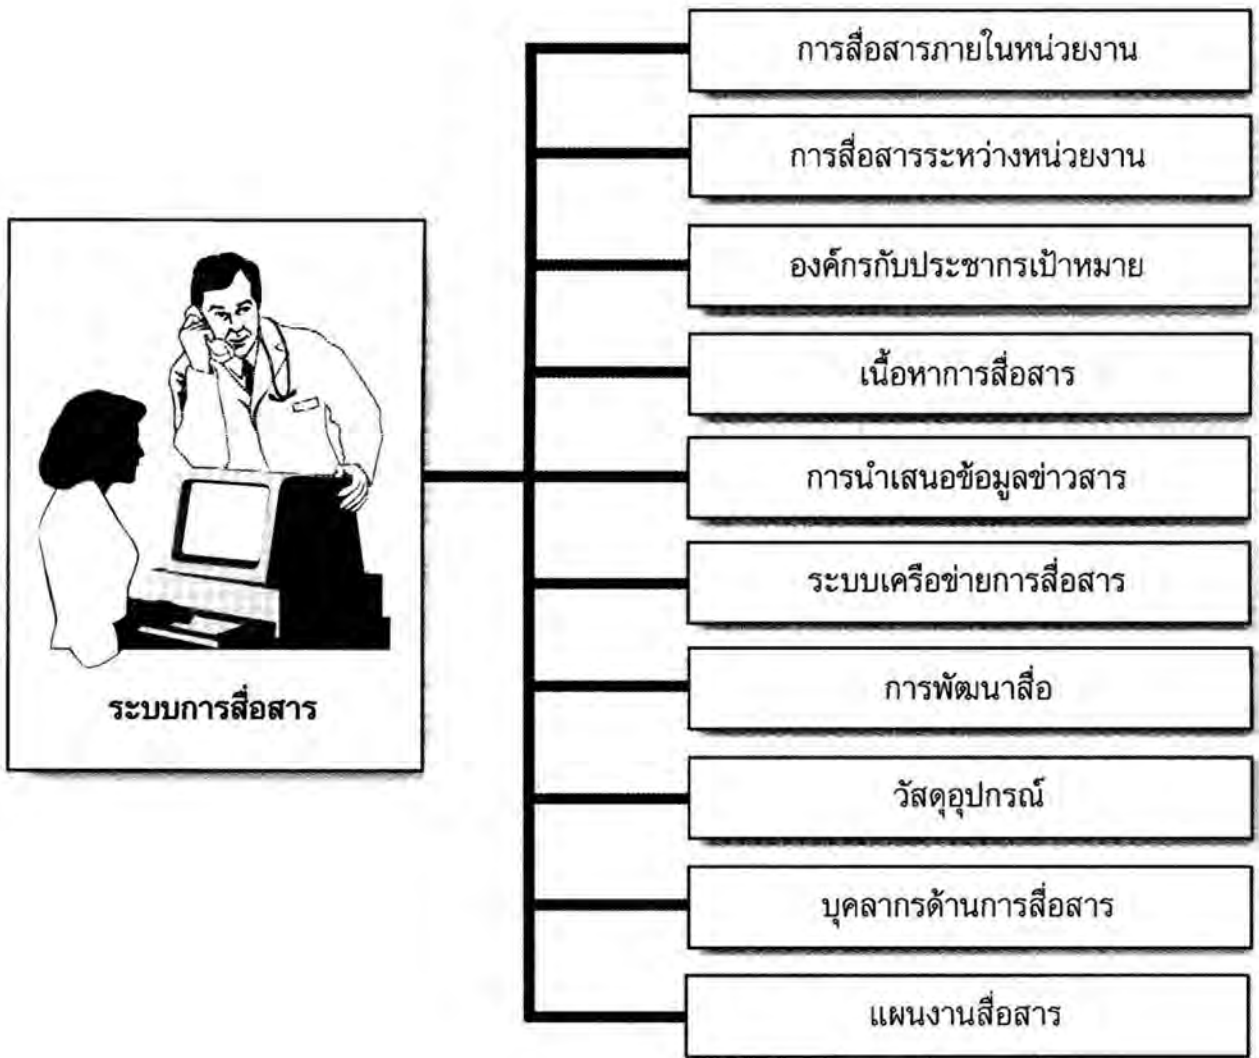 การสื่อสารภายในหน่วยงาน
การสื่อสารระหว่างหน่วยงาน
องค์กรกับประชากรเป้าหมาย
เนื้อหาการสื่อสาร
การนำเสนอข้อมูลข่าวสาร
ระบบเครือข่ายการสื่อสาร
การพัฒนาสื่อ
วัสดุอุปกรณ์
บุคลากรด้านการสื่อสาร
แผนงานสื่อสาร
ระบบการสื่อสาร